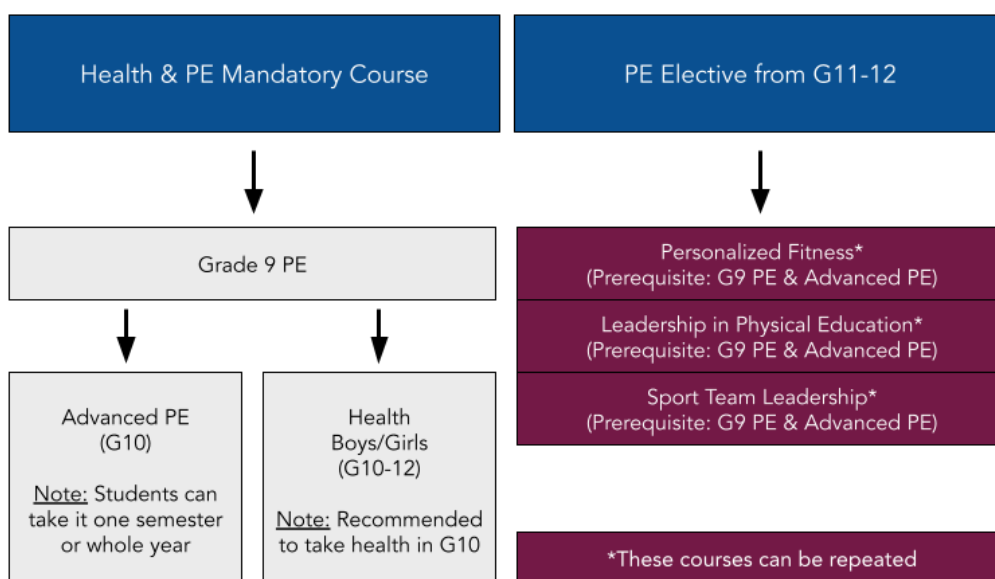 Health & PE Mandatory Course
PE Elective from G11-12
Grade 9 PE
Advanced PE
(G10)
Note: Students can
take it one semester
or whole year
Health
Boys/Girls
(G10-12)
Note: Recommended
to take health in G10
Personalized Fitness*
(Prerequisite: G9 PE & Advanced PE)
Leadership in Physical Education*
(Prerequisite: G9 PE & Advanced PE)
Sport Team Leadership*
(Prerequisite: G9 PE & Advanced PE)
*These courses can be repeated